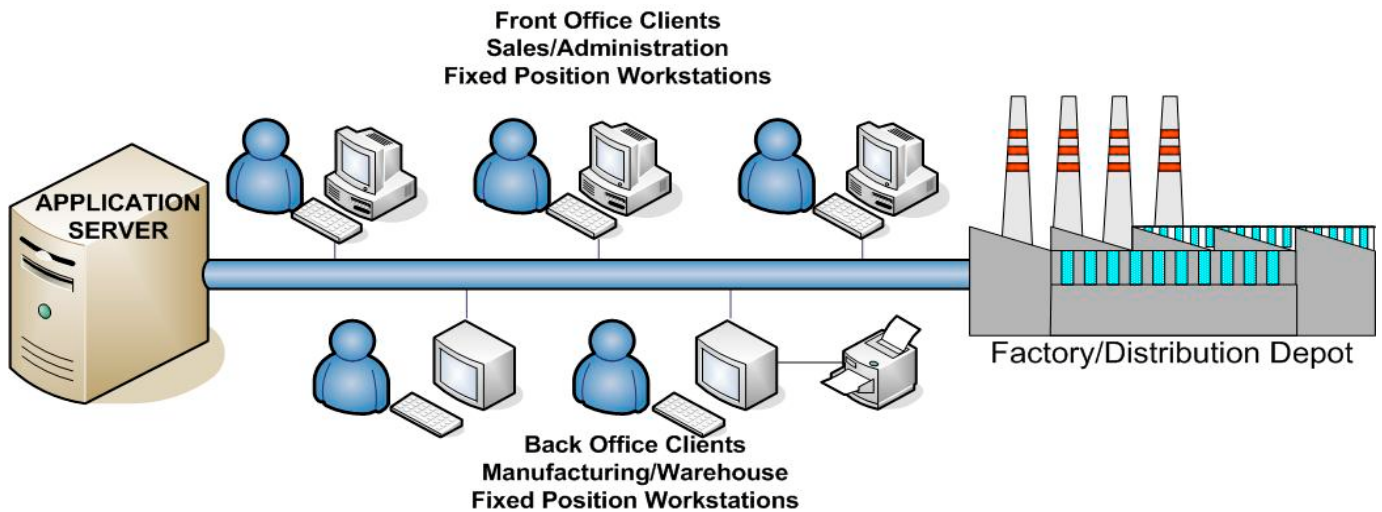 Front Office Clients
Sales/Administration
Fixed Position Workstations
APPLICATION
SERVER
Factory/Distribution Depot
Back Office Clients
Manufacturing/Warehouse
Fixed Position Workstations